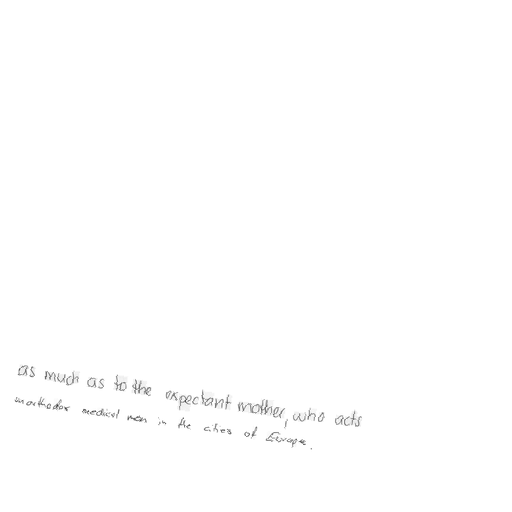 as much as to the expectant mother, who acts
unorthodox medical men in the cities of Europe.